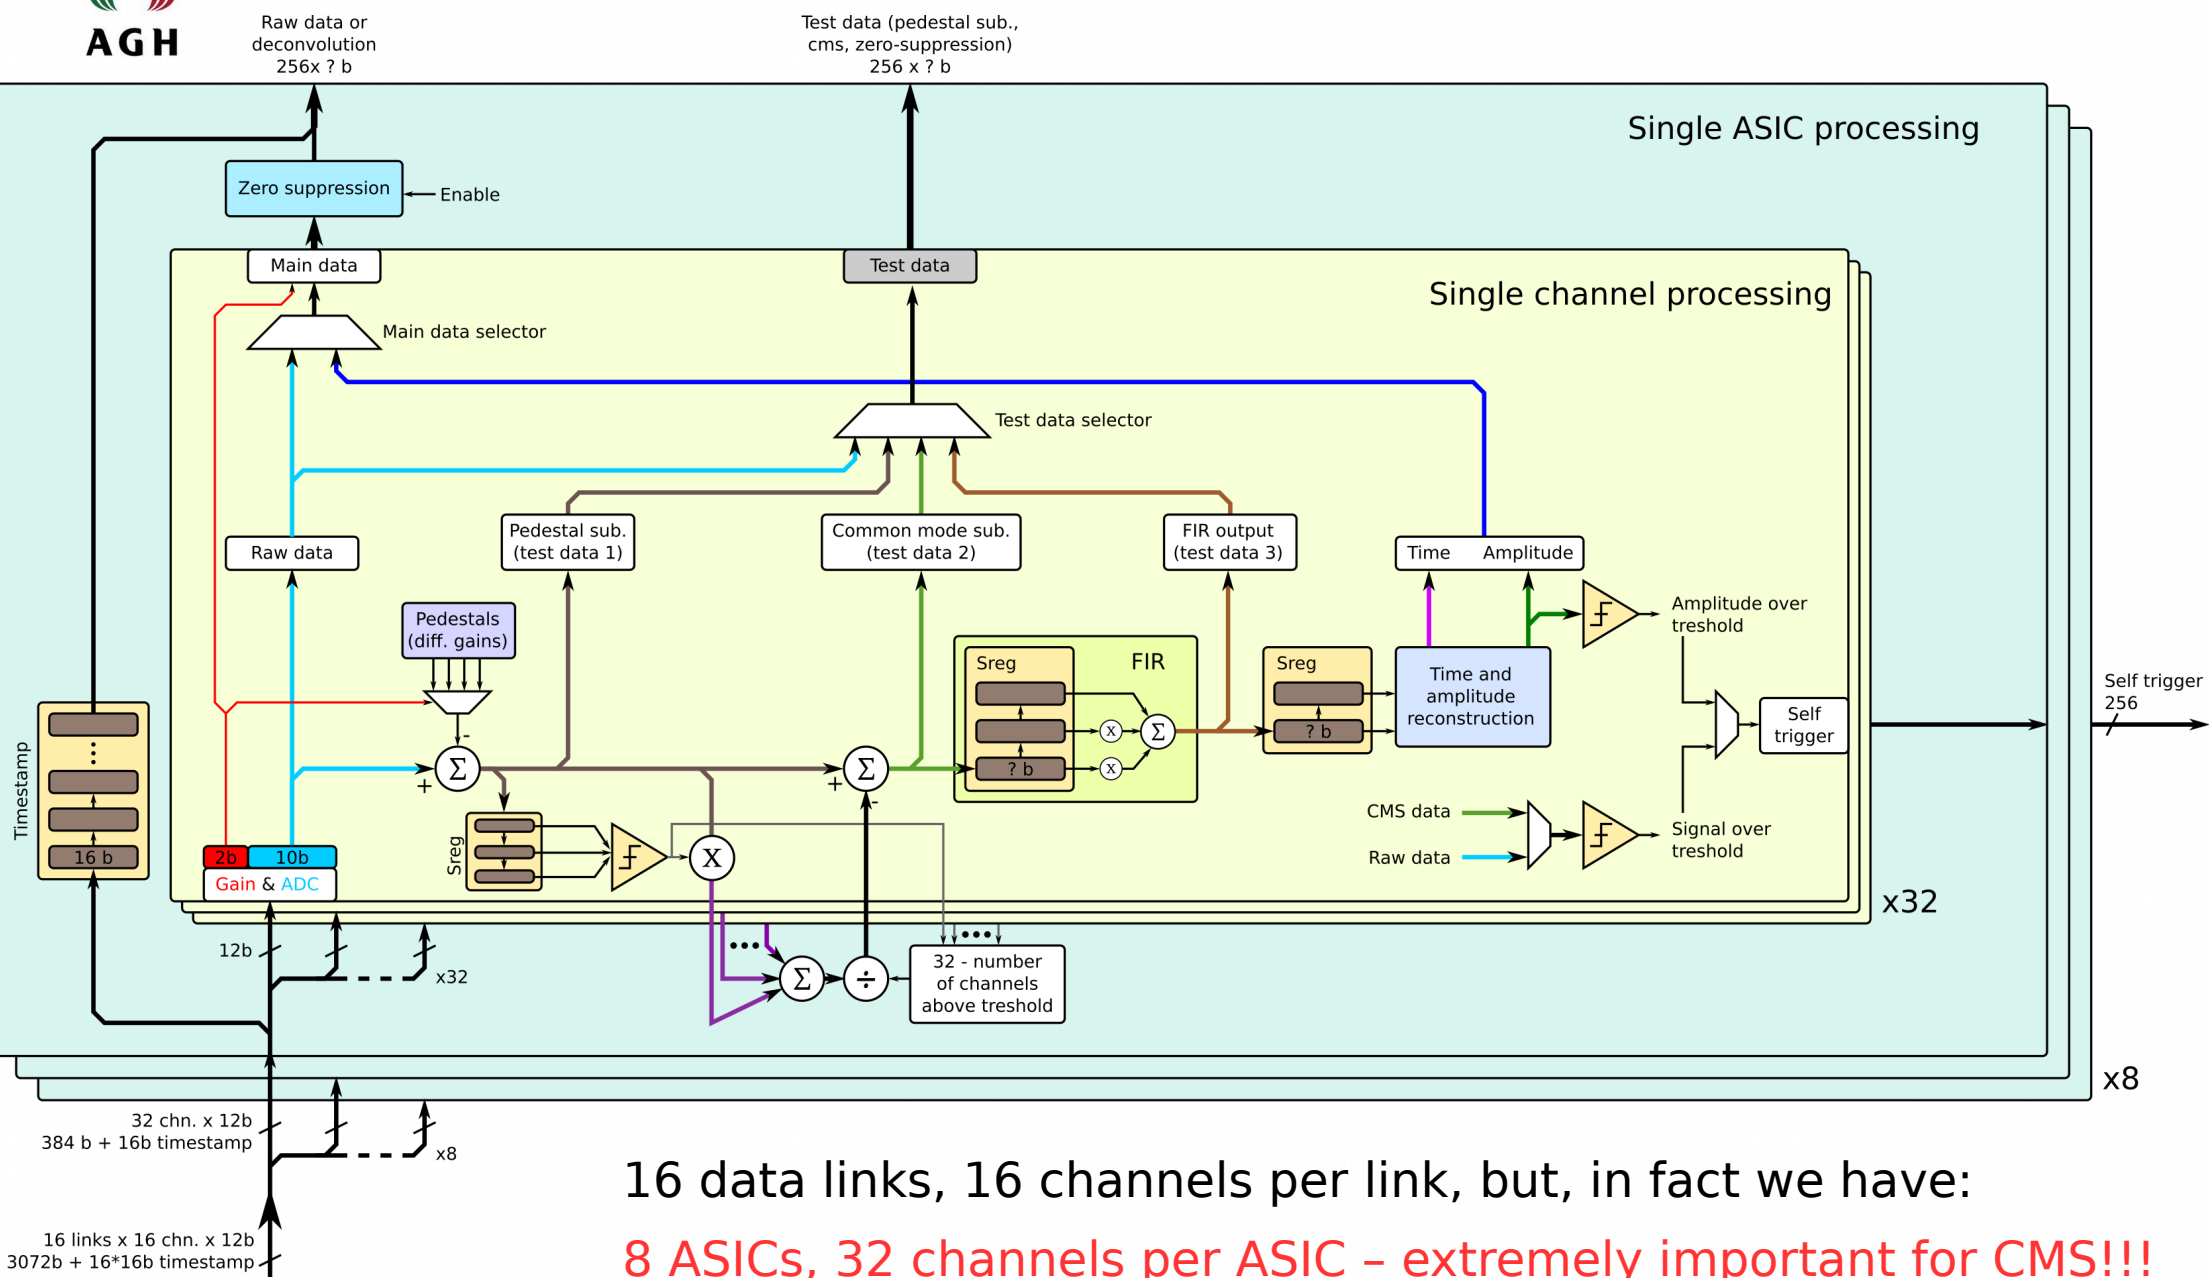 AGH
Raw data or
deconvolution
256x ? b
Test data (pedestal sub.,
cms, zero-suppression)
256 x ? b
Single ASIC processing
Zero suppression
Enable
Main data
Test data
Single channel processing
Main data selector
Test data selector
Raw data
Pedestal sub.
(test data 1)
Common mode sub.
(test data 2)
FIR output
(test data 3)
Time Amplitude
Pedestals
(diff. gains)
Amplitude over
treshold
Sreg
FIR
Sreg
Time and
amplitude
reconstruction
Self trigger
256
Self
trigger
x
? b
-
Σ
Σ
Timestamp
Σ
+
Σ
+
-
? b
x
CMS data
Signal over
treshold
Raw data
Sreg
X
16 b
2b
10b
Gain & ADC
x32
12b
x32
•••
•••
Σ
÷
32 - number
of channels
above treshold
x8
32 chn. x 12b
384 b + 16b timestamp
x8
16 data links, 16 channels per link, but, in fact we have:
16 links x 16 chn. x 12b
3072b + 16*16b timestamp
8 ASICs, 32 channels per ASIC – extremely important for CMS!!!